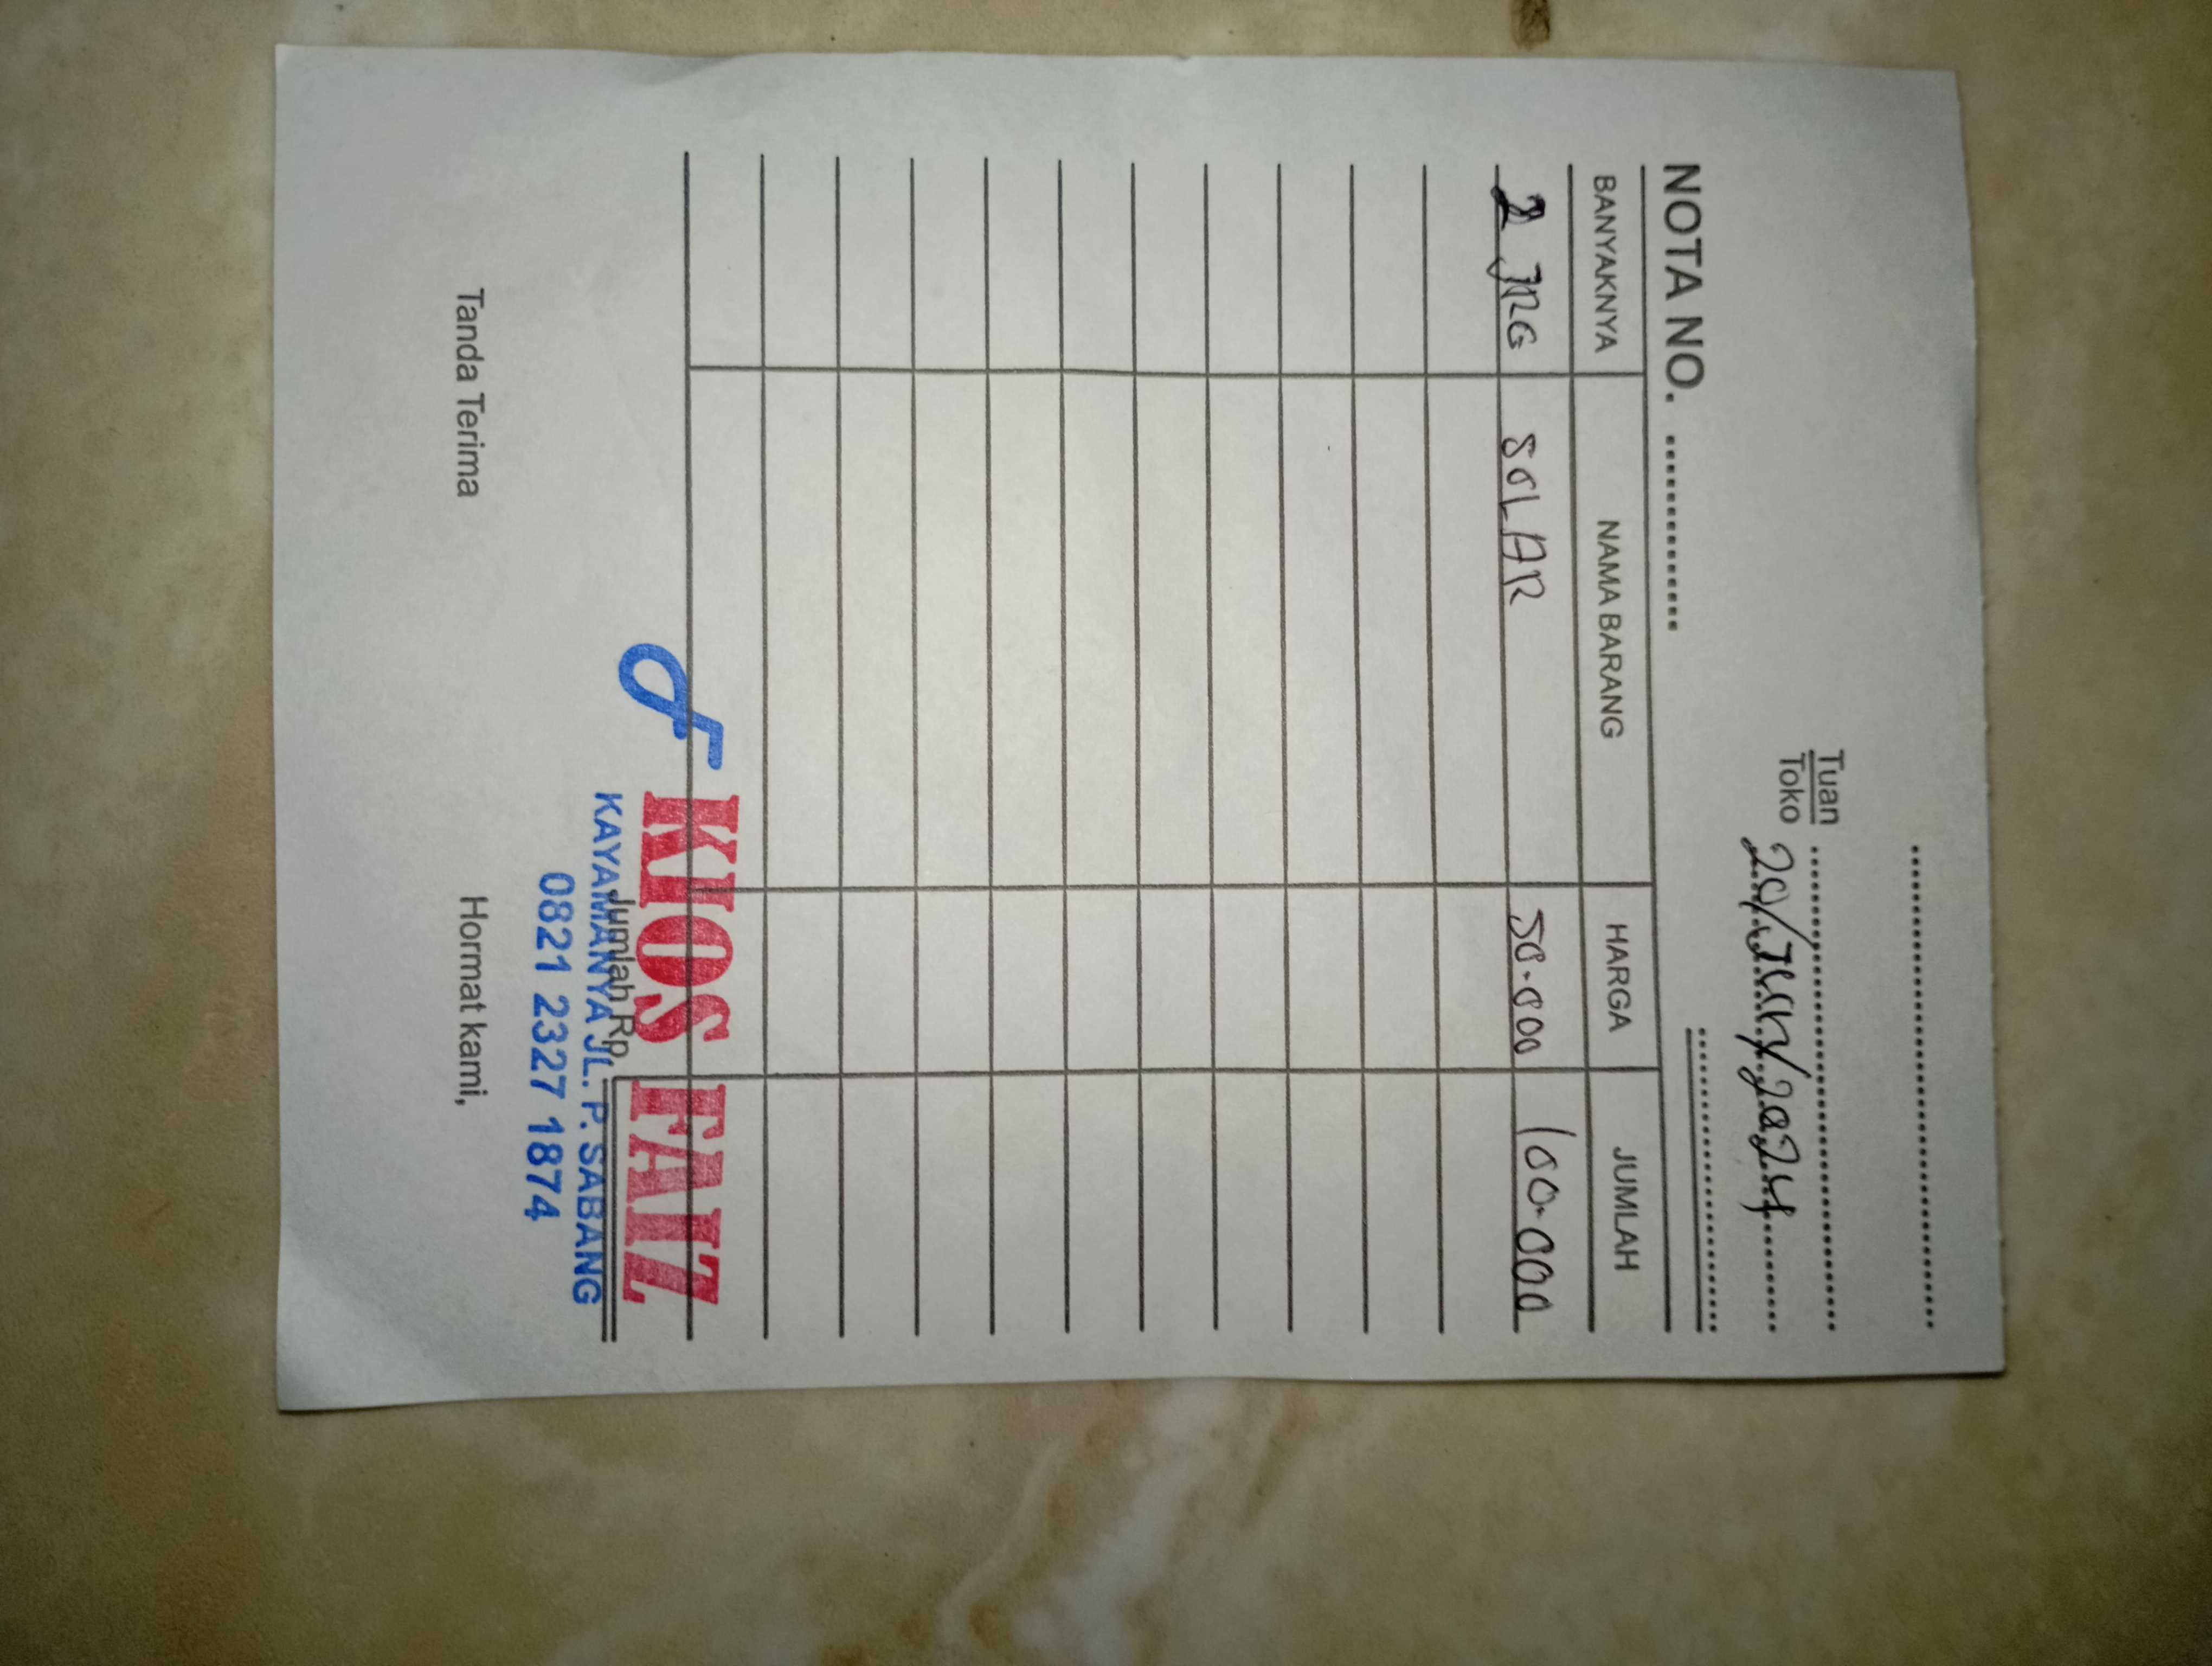 Tuan
Toko
20/Jun/2024
NOTA NO.
BANYAKNYA NAMA BARANG HARGA JUMLAH
2 JRG SOLAR 50.000 100.000
KIOS FAIZ
Jumlah Rp.
KAYAMANYA JL. P. SABANG
0821 2327 1874
Tanda Terima Hormat kami,